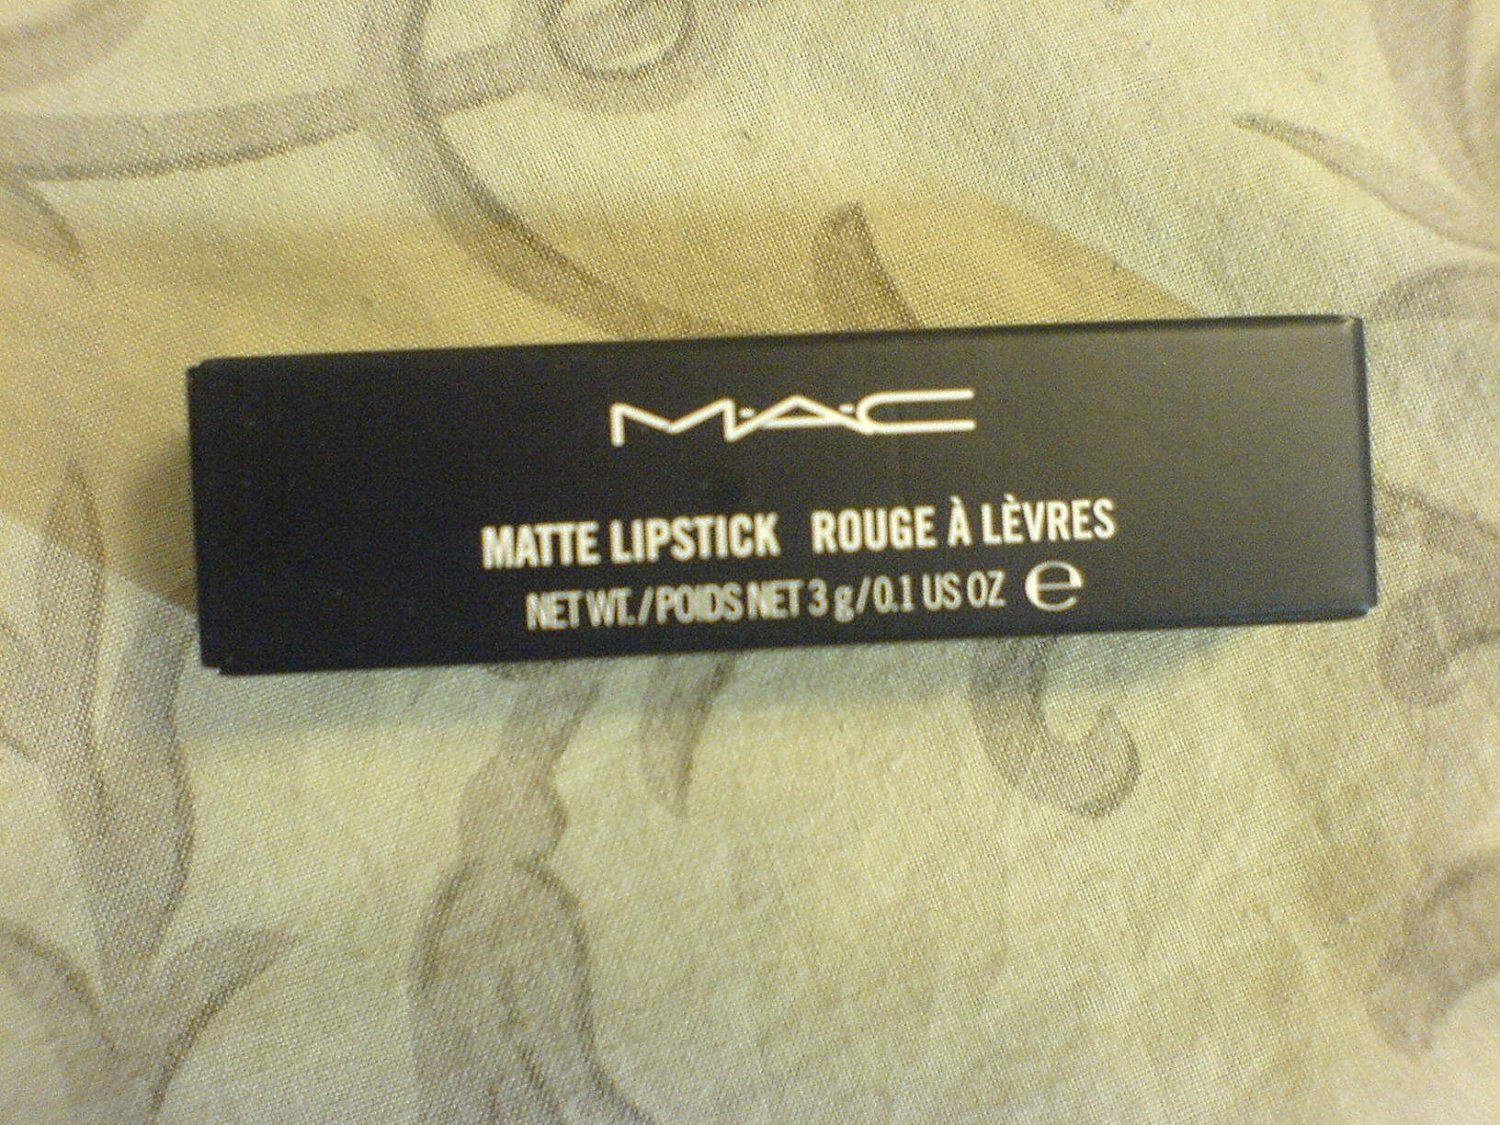 M·A·C
MATTE LIPSTICK ROUGE À LÈVRES
NET WT./POIDS NET 3 g/0.1 US OZ ℮